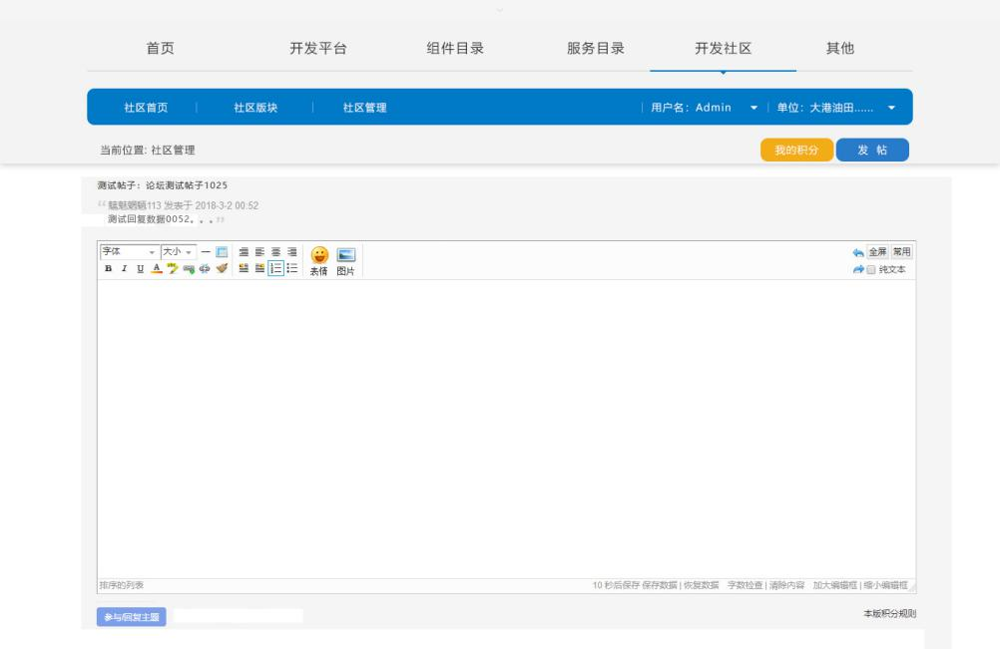 首页 开发平台 组件目录 服务目录 开发社区 其他
社区首页 | 社区版块 | 社区管理 | 用户名：Admin | 单位：大港油田......
当前位置: 社区管理 我的积分 发 帖
测试帖子：论坛测试帖子1025
“ 魑魅魍魉113 发表于 2018-3-2 00:52
测试回复数据0052。。。”
字体 大小 全屏 常用
B I U A 表情 图片 纯文本
排序的列表 10 秒后保存 保存数据 | 恢复数据 字数检查 | 清除内容 加大编辑框 | 缩小编辑框
参与/回复主题 本版积分规则